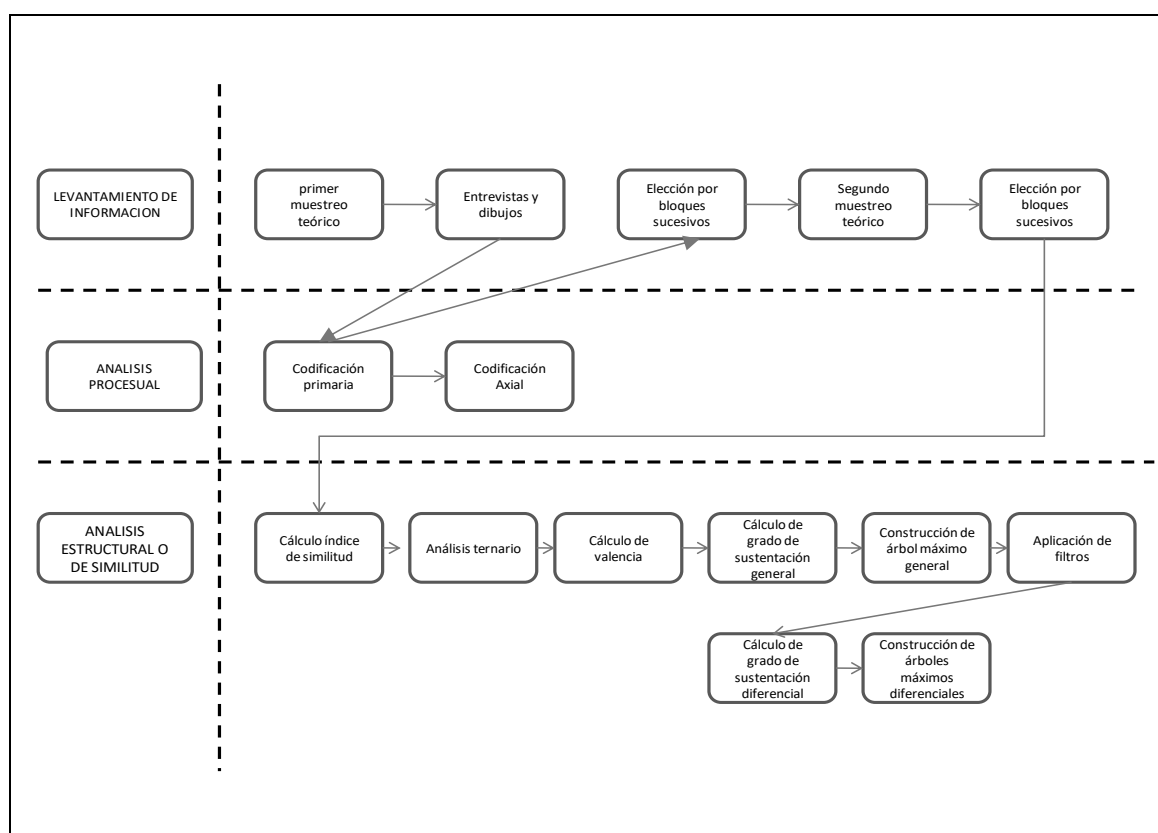 LEVANTAMIENTO DE
INFORMACION
primer
muestreo
teórico
Entrevistas y
dibujos
Elección por
bloques
sucesivos
Segundo
muestreo
teórico
Elección por
bloques
sucesivos
ANALISIS
PROCESUAL
Codificación
primaria
Codificación
Axial
ANALISIS
ESTRUCTURAL O
DE SIMILITUD
Cálculo índice
de similitud
Análisis ternario
Cálculo de
valencia
Cálculo de
grado de
sustentación
general
Construcción de
árbol máximo
general
Aplicación de
filtros
Cálculo de
grado de
sustentación
diferencial
Construcción de
árboles
máximos
diferenciales